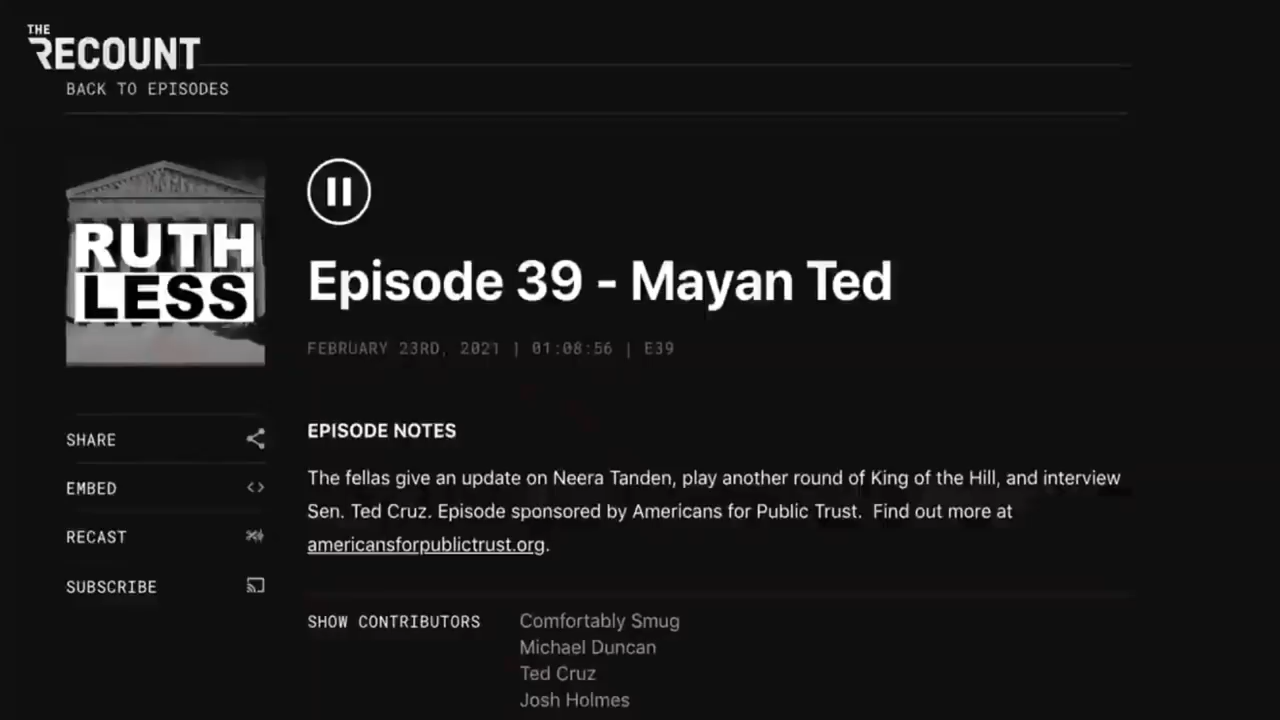 THE
RECOUNT
BACK TO EPISODES
RUTH
LESS
Episode 39 - Mayan Ted
FEBRUARY 23RD, 2021 | 01:08:56 | E39
SHARE
EMBED
RECAST
SUBSCRIBE
EPISODE NOTES
The fellas give an update on Neera Tanden, play another round of King of the Hill, and interview
Sen. Ted Cruz. Episode sponsored by Americans for Public Trust.  Find out more at
americansforpublictrust.org.
SHOW CONTRIBUTORS
Comfortably Smug
Michael Duncan
Ted Cruz
Josh Holmes